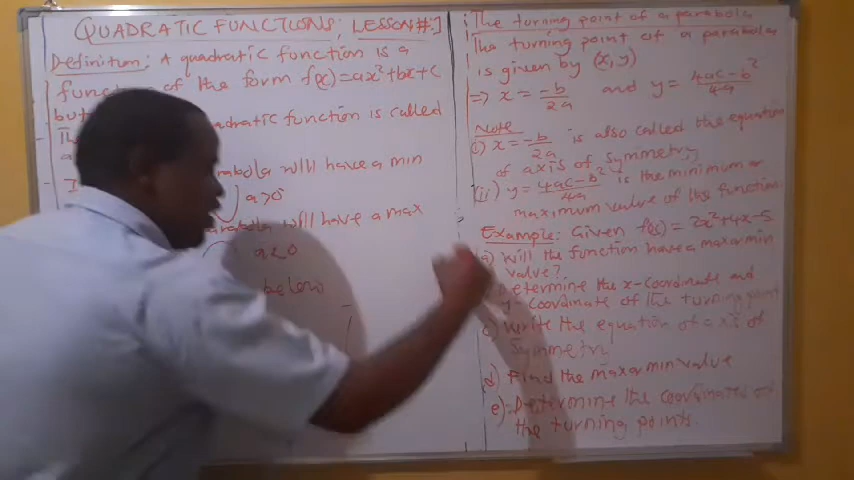 QUADRATIC FUNCTIONS; LESSON #:1
Definition: A quadratic function is a
function of the form f(x)=ax²+bx+c
but
quadratic function is called
a
parabola will have a min
a>0
parabola will have a max
a<0
below
The turning point of a parabola
The turning point of a parabola
is given by (x,y)
⇒ x = -b/2a and y = 4ac-b²/4a
Note
(i) x = -b/2a is also called the equation
of axis of symmetry
(ii) y = 4ac-b²/4a is the minimum or
maximum value of the function
Example: Given f(x) = 2x²+4x-5
a) Will the function have a max or min
value?
Determine the x-coordinate and
y-coordinate of the turning point
c) Write the equation of axis of
symmetry
d) Find the max or min value
e) Determine the coordinates of
the turning points.